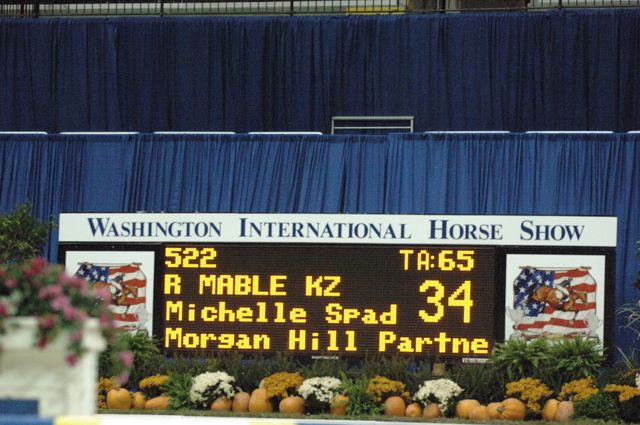 WASHINGTON INTERNATIONAL HORSE SHOW
522 TA:65
R MABLE KZ
34
Michelle Spad
Morgan Hill Partne